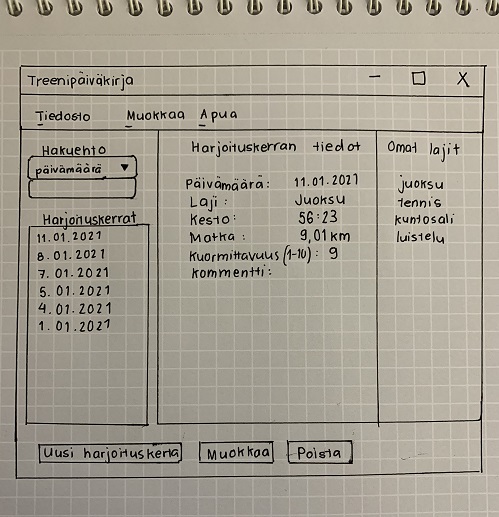 Treenipäiväkirja
Tiedosto Muokkaa Apua
Hakuehto
päivämäärä
Harjoituskerrat
11.01.2021
8.01.2021
7.01.2021
5.01.2021
4.01.2021
1.01.2021
Harjoituskerran tiedot
Päivämäärä: 11.01.2021
Laji: Juoksu
Kesto: 56:23
Matka: 9,01 km
Kuormittavuus (1-10): 9
kommentti:
Omat lajit
juoksu
tennis
kuntosali
luistelu
Uusi harjoituskerta Muokkaa Poista